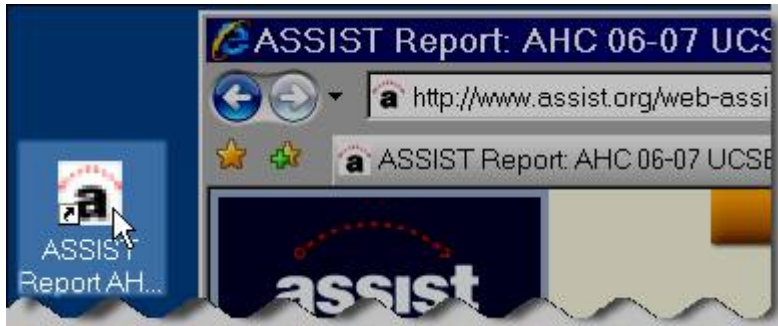 ASSIST Report: AHC 06-07 UCS
a http://www.assist.org/web-assi
a ASSIST Report: AHC 06-07 UCSE
a
ASSIST
Report AH...
assist